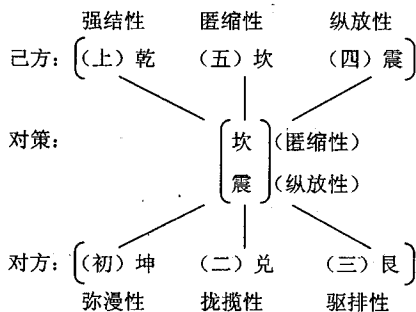 强结性 匿缩性 纵放性
己方：（上）乾 （五）坎 （四）震
对策： 坎（匿缩性）
震（纵放性）
对方：（初）坤 （二）兑 （三）艮
弥漫性 拢揽性 驱排性